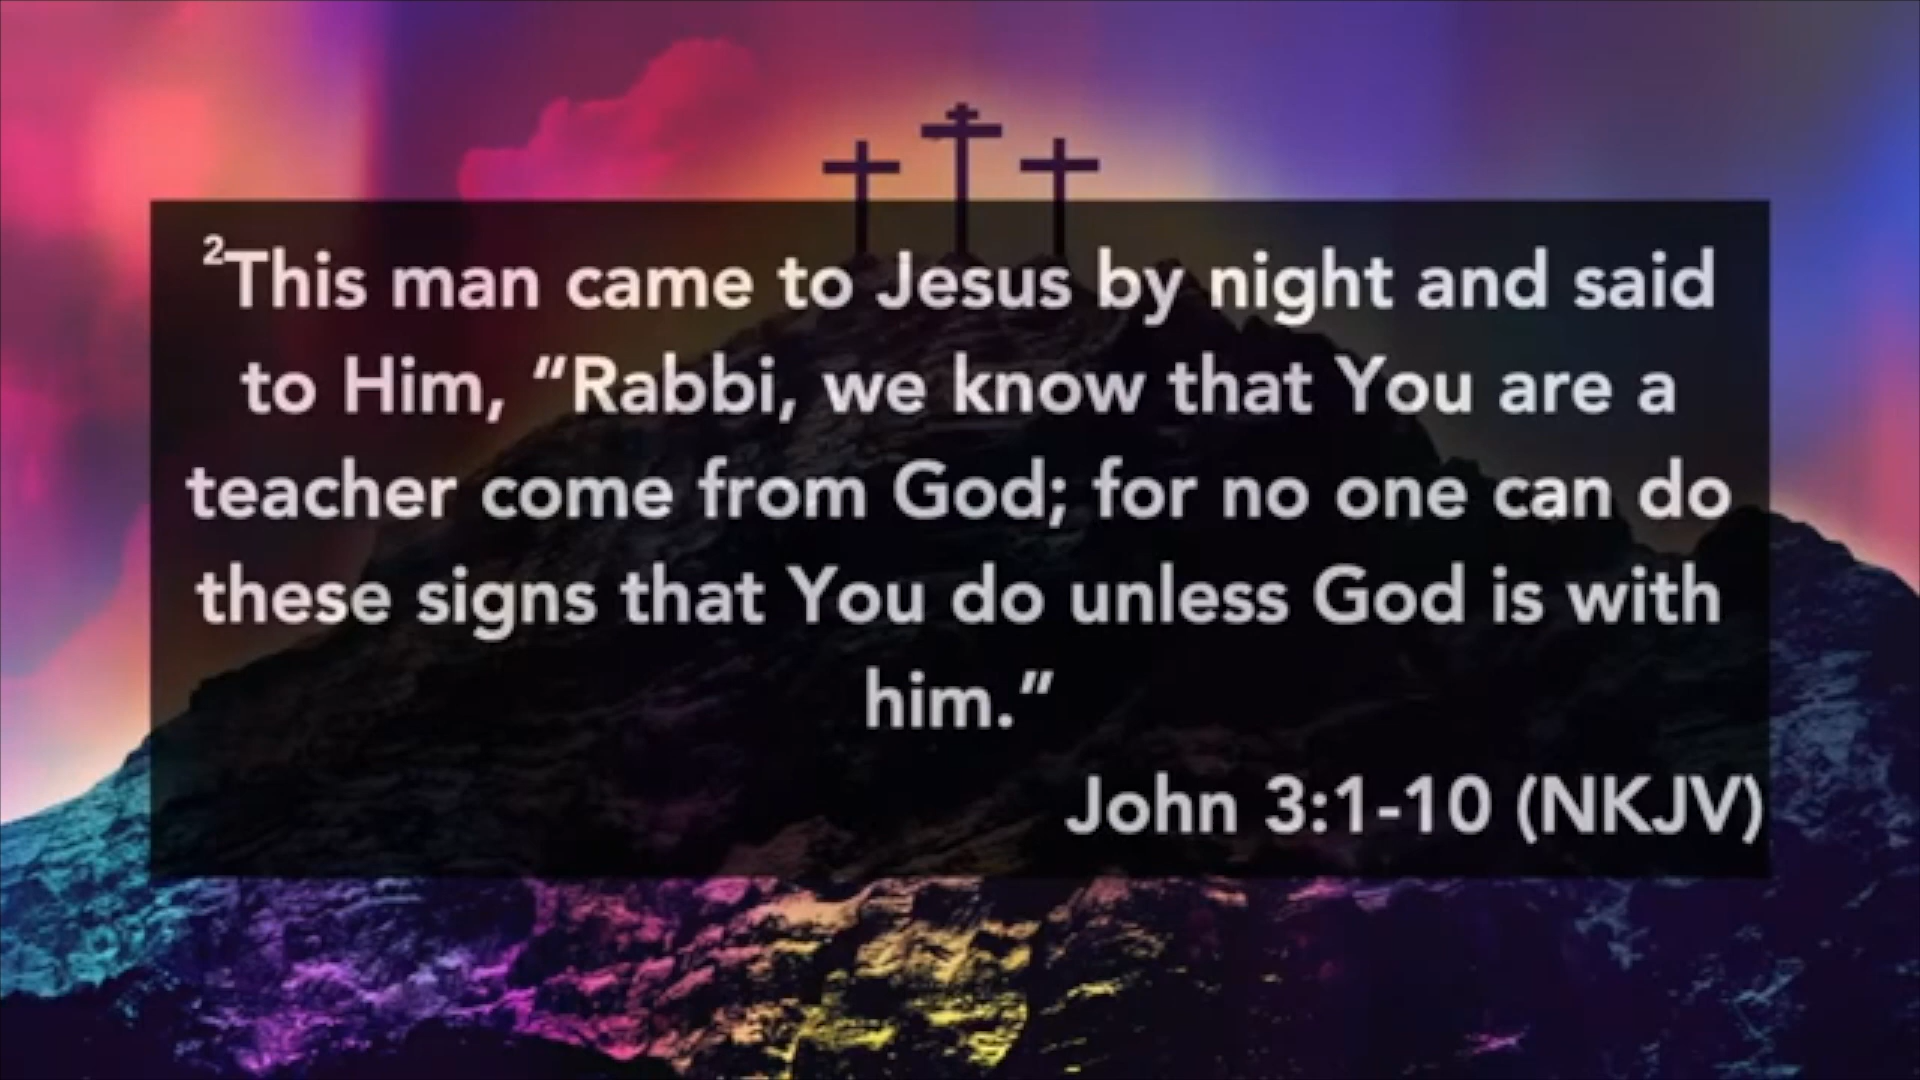 ²This man came to Jesus by night and said
to Him, “Rabbi, we know that You are a
teacher come from God; for no one can do
these signs that You do unless God is with
him.”
John 3:1-10 (NKJV)